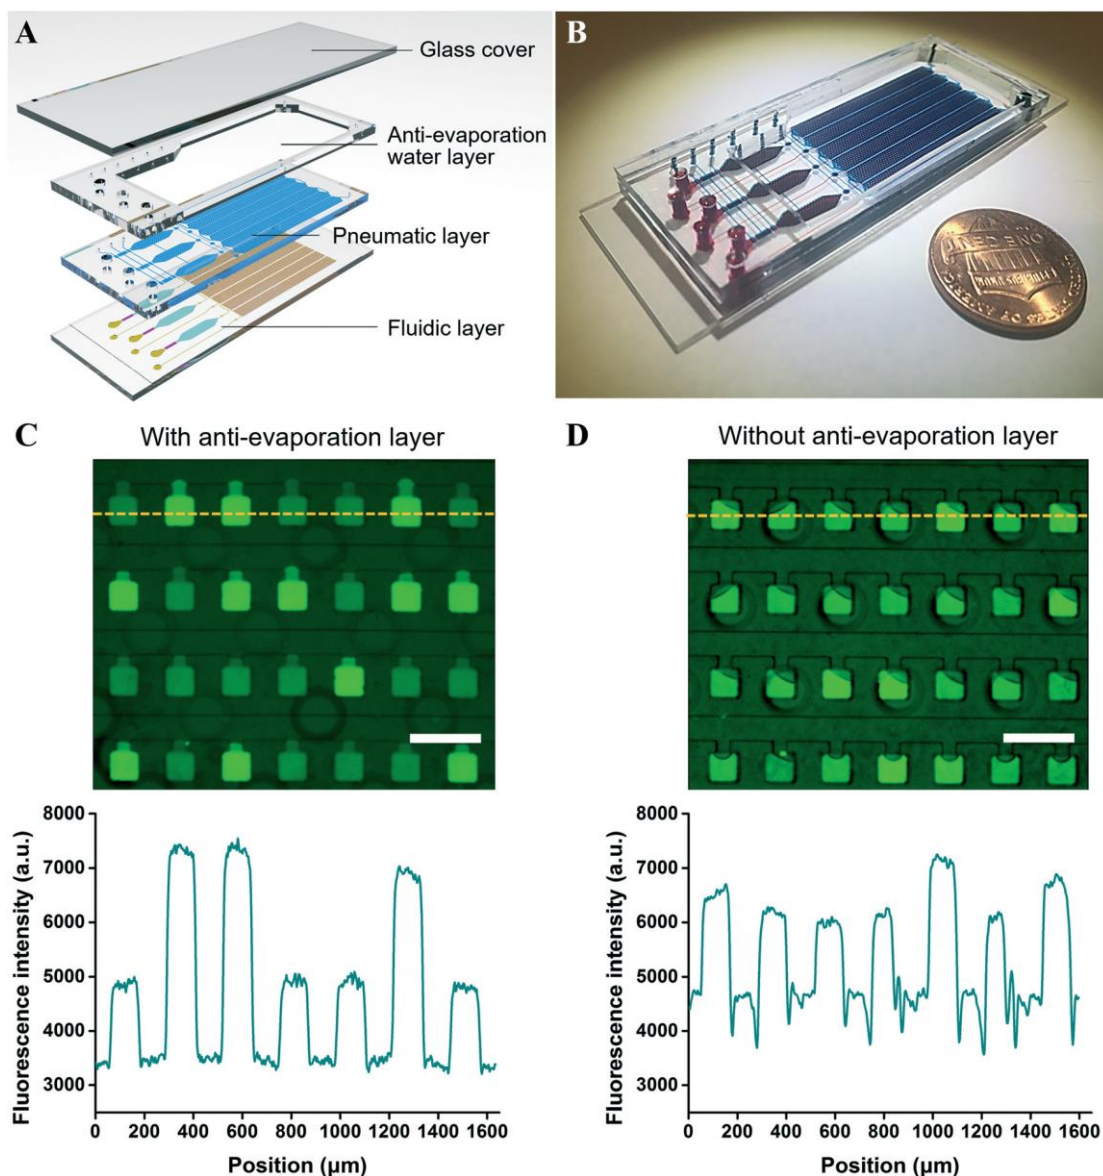 A
Glass cover
Anti-evaporation
water layer
Pneumatic layer
Fluidic layer
B
C
With anti-evaporation layer
D
Without anti-evaporation layer
Fluorescence intensity (a.u.)
8000
7000
6000
5000
4000
3000
0 200 400 600 800 1000 1200 1400 1600
Position (µm)
Fluorescence intensity (a.u.)
8000
7000
6000
5000
4000
3000
0 200 400 600 800 1000 1200 1400 1600
Position (µm)